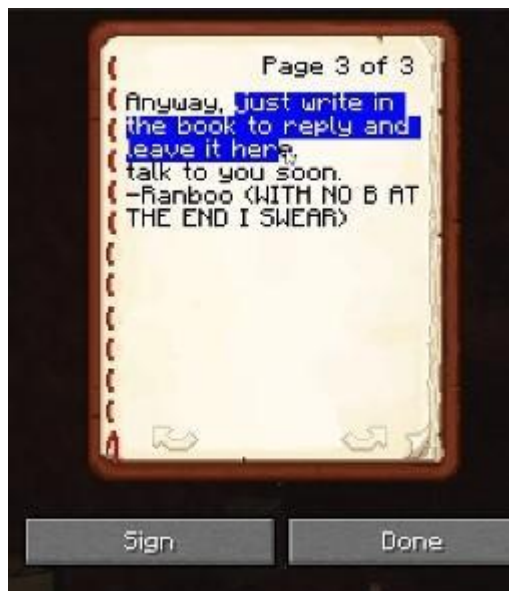 Page 3 of 3
Anyway, just write in
the book to reply and
leave it here
talk to you soon.
-Ranboo (WITH NO B AT
THE END I SWEAR)
Sign
Done